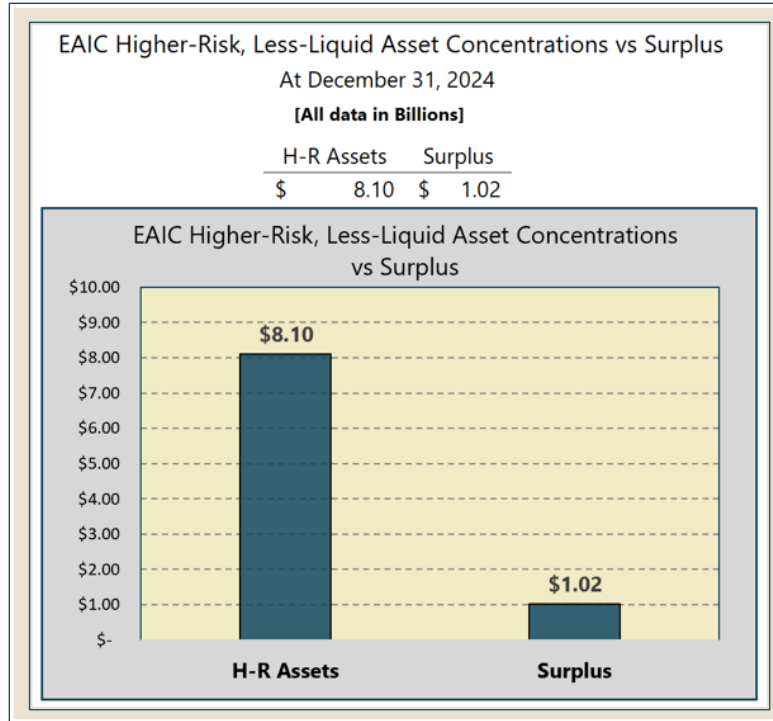 EAIC Higher-Risk, Less-Liquid Asset Concentrations vs Surplus
At December 31, 2024
[All data in Billions]
H-R Assets Surplus
$ 8.10 $ 1.02
EAIC Higher-Risk, Less-Liquid Asset Concentrations
vs Surplus
$10.00
$9.00
$8.10
$8.00
$7.00
$6.00
$5.00
$4.00
$3.00
$2.00
$1.02
$1.00
$-
H-R Assets Surplus